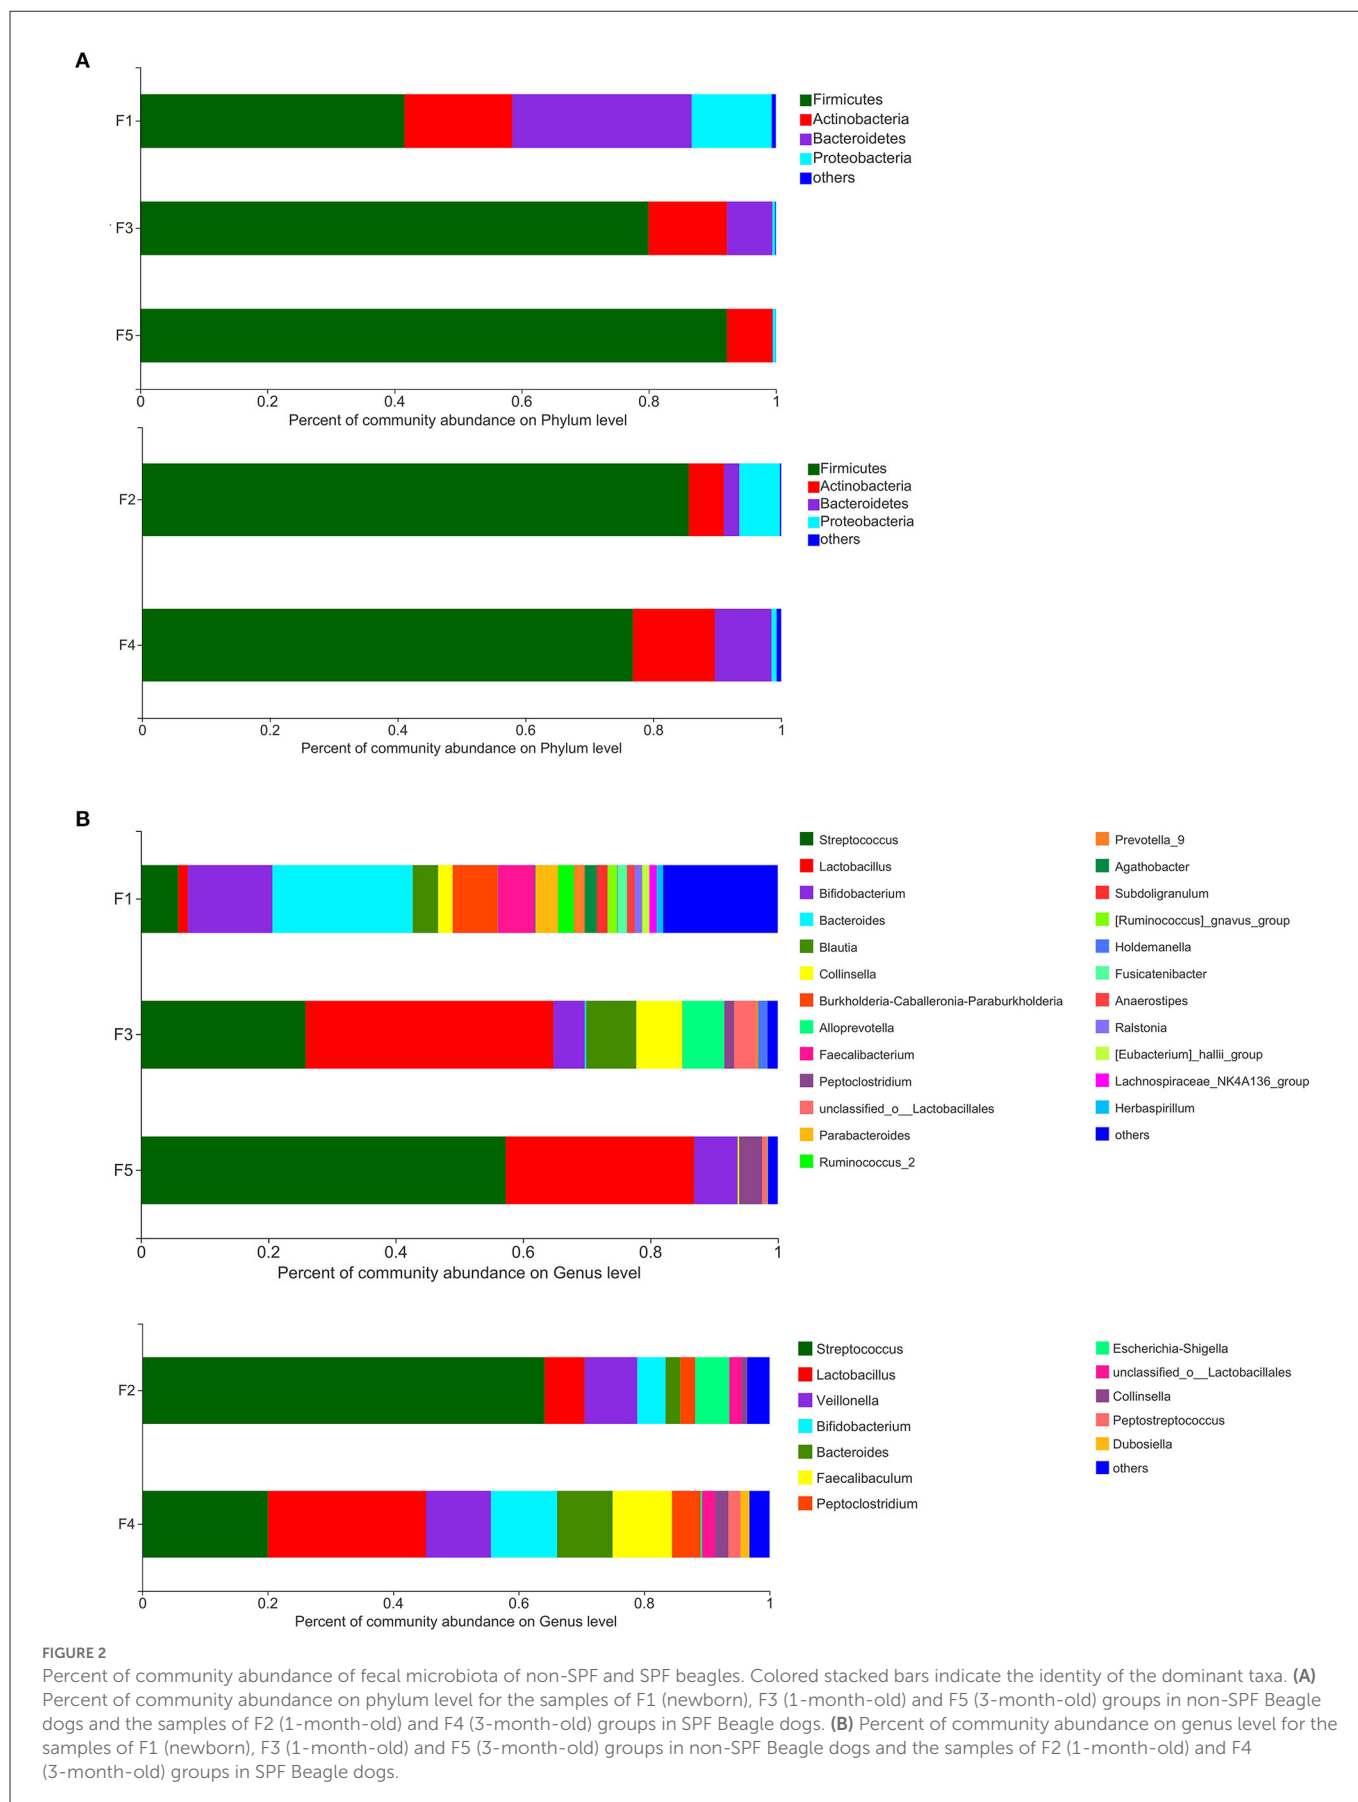 A
F1
F3
F5
Firmicutes
Actinobacteria
Bacteroidetes
Proteobacteria
others
0 0.2 0.4 0.6 0.8 1
Percent of community abundance on Phylum level
F2
F4
Firmicutes
Actinobacteria
Bacteroidetes
Proteobacteria
others
0 0.2 0.4 0.6 0.8 1
Percent of community abundance on Phylum level
B
F1
F3
F5
Streptococcus
Lactobacillus
Bifidobacterium
Bacteroides
Blautia
Collinsella
Burkholderia-Caballeronia-Paraburkholderia
Alloprevotella
Faecalibacterium
Peptoclostridium
unclassified_o__Lactobacillales
Parabacteroides
Ruminococcus_2
Prevotella_9
Agathobacter
Subdoligranulum
[Ruminococcus]_gnavus_group
Holdemanella
Fusicatenibacter
Anaerostipes
Ralstonia
[Eubacterium]_hallii_group
Lachnospiraceae_NK4A136_group
Herbaspirillum
others
0 0.2 0.4 0.6 0.8 1
Percent of community abundance on Genus level
F2
F4
Streptococcus
Lactobacillus
Veillonella
Bifidobacterium
Bacteroides
Faecalibaculum
Peptoclostridium
Escherichia-Shigella
unclassified_o__Lactobacillales
Collinsella
Peptostreptococcus
Dubosiella
others
0 0.2 0.4 0.6 0.8 1
Percent of community abundance on Genus level
FIGURE 2
Percent of community abundance of fecal microbiota of non-SPF and SPF beagles. Colored stacked bars indicate the identity of the dominant taxa. (A)
Percent of community abundance on phylum level for the samples of F1 (newborn), F3 (1-month-old) and F5 (3-month-old) groups in non-SPF Beagle
dogs and the samples of F2 (1-month-old) and F4 (3-month-old) groups in SPF Beagle dogs. (B) Percent of community abundance on genus level for the
samples of F1 (newborn), F3 (1-month-old) and F5 (3-month-old) groups in non-SPF Beagle dogs and the samples of F2 (1-month-old) and F4
(3-month-old) groups in SPF Beagle dogs.